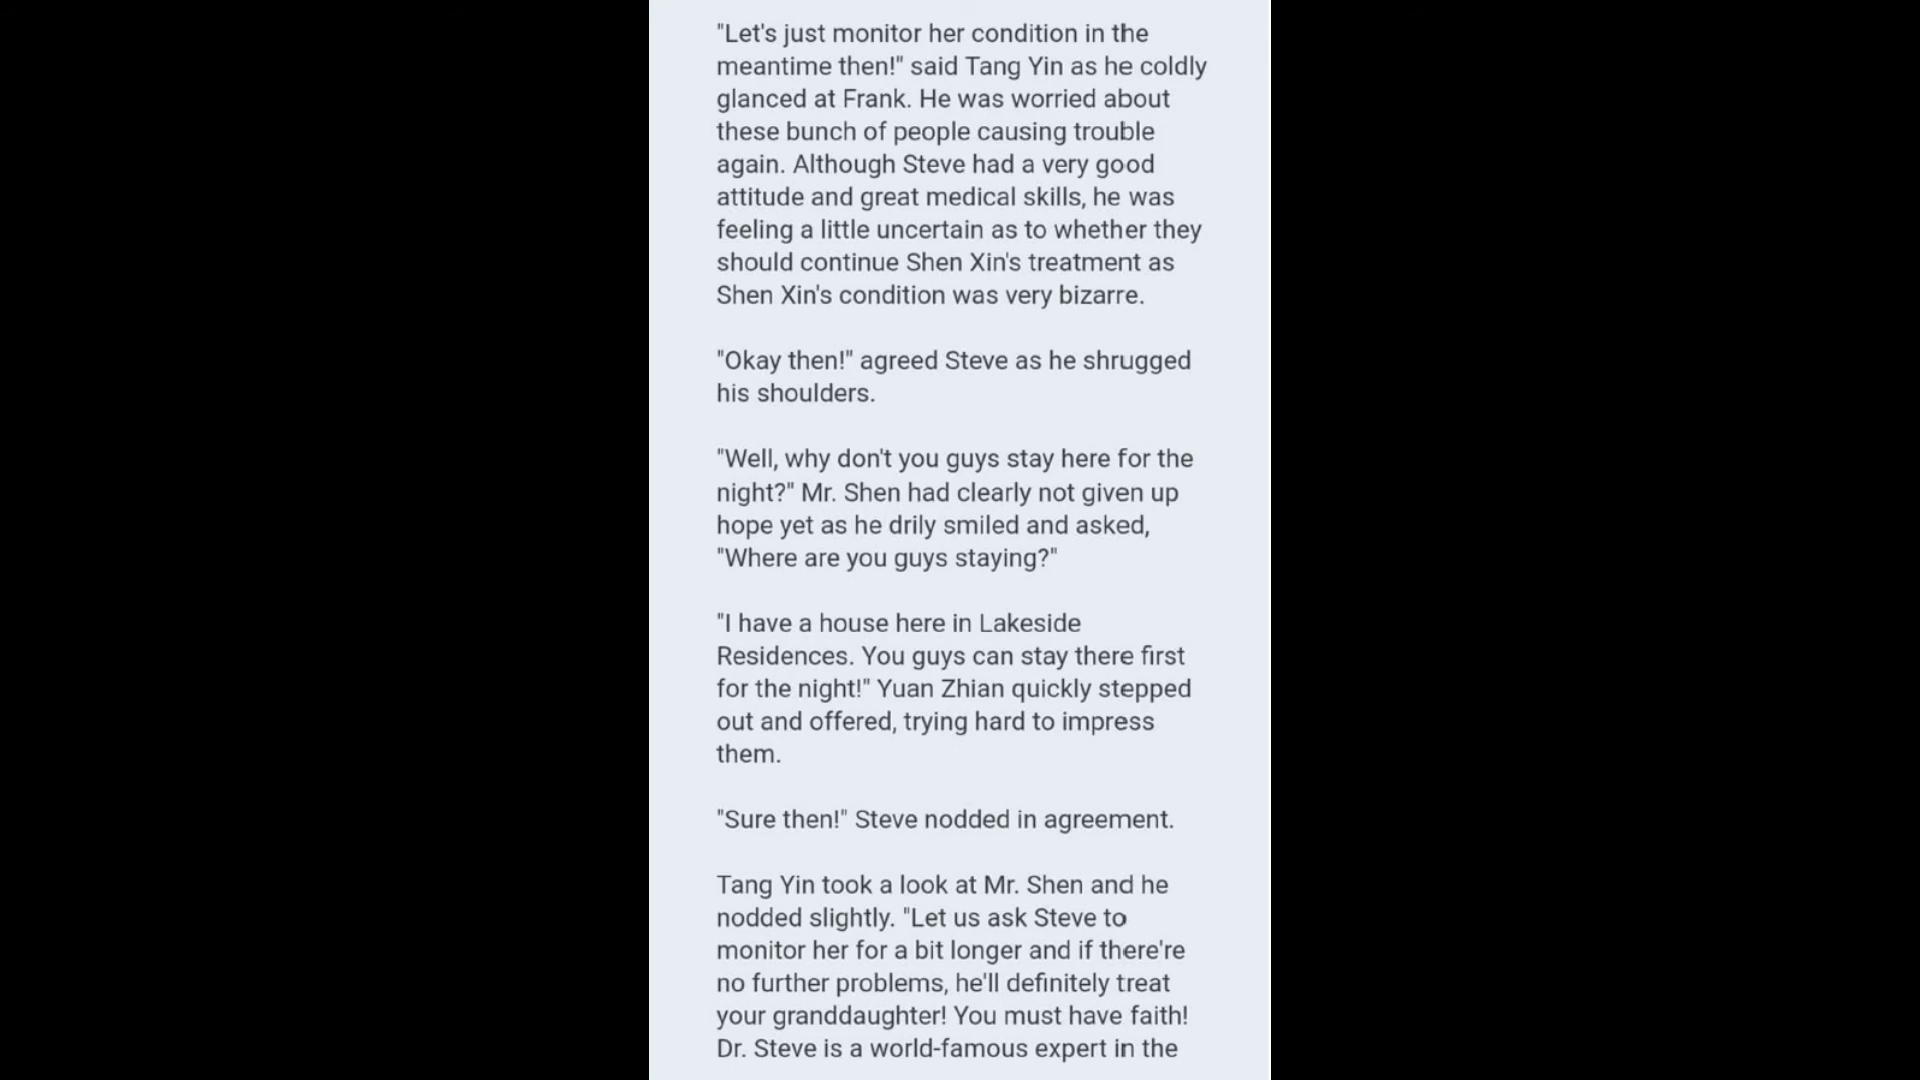 "Let's just monitor her condition in the
meantime then!" said Tang Yin as he coldly
glanced at Frank. He was worried about
these bunch of people causing trouble
again. Although Steve had a very good
attitude and great medical skills, he was
feeling a little uncertain as to whether they
should continue Shen Xin's treatment as
Shen Xin's condition was very bizarre.
"Okay then!" agreed Steve as he shrugged
his shoulders.
"Well, why don't you guys stay here for the
night?" Mr. Shen had clearly not given up
hope yet as he drily smiled and asked,
"Where are you guys staying?"
"I have a house here in Lakeside
Residences. You guys can stay there first
for the night!" Yuan Zhian quickly stepped
out and offered, trying hard to impress
them.
"Sure then!" Steve nodded in agreement.
Tang Yin took a look at Mr. Shen and he
nodded slightly. "Let us ask Steve to
monitor her for a bit longer and if there're
no further problems, he'll definitely treat
your granddaughter! You must have faith!
Dr. Steve is a world-famous expert in the